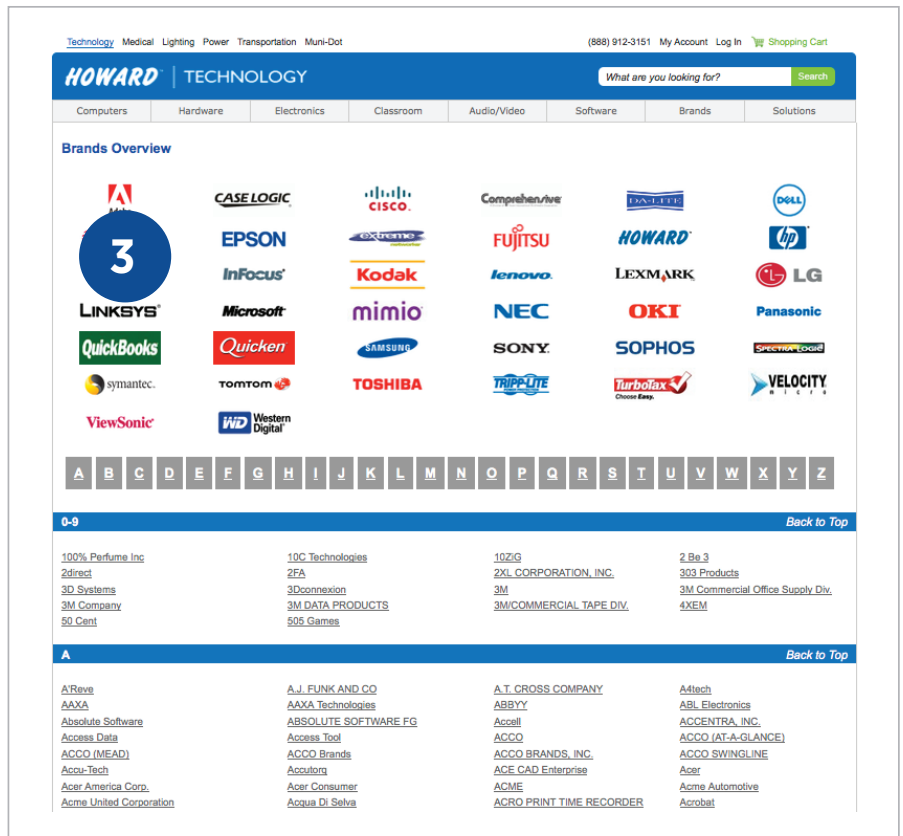 Technology Medical Lighting Power Transportation Muni-Dot (888) 912-3151 My Account Log In Shopping Cart
HOWARD TECHNOLOGY What are you looking for? Search
Computers Hardware Electronics Classroom Audio/Video Software Brands Solutions
Brands Overview
CASE LOGIC CISCO. Comprehensive DA-LITE DELL
3 EPSON extreme FUJITSU HOWARD hp
InFocus Kodak lenovo. LEXMARK LG
LINKSYS Microsoft mimio NEC OKI Panasonic
QuickBooks Quicken SAMSUNG SONY SOPHOS SPECTRA LOGIC
symantec. TOMTOM TOSHIBA TRIPP-LITE TurboTax VELOCITY
Choose Easy. micro
ViewSonic WD Western Digital
A B C D E F G H I J K L M N O P Q R S T U V W X Y Z
0-9 Back to Top
100% Perfume Inc 10C Technologies 10ZiG 2 Be 3
2direct 2FA 2XL CORPORATION, INC. 303 Products
3D Systems 3Dconnexion 3M 3M Commercial Office Supply Div.
3M Company 3M DATA PRODUCTS 3M/COMMERCIAL TAPE DIV. 4XEM
50 Cent 505 Games
A Back to Top
A'Reve A.J. FUNK AND CO A.T. CROSS COMPANY A4tech
AAXA AAXA Technologies ABBYY ABL Electronics
Absolute Software ABSOLUTE SOFTWARE FG Accell ACCENTRA, INC.
Access Data Access Tool ACCO ACCO (AT-A-GLANCE)
ACCO (MEAD) ACCO Brands ACCO BRANDS, INC. ACCO SWINGLINE
Accu-Tech Accutorq ACE CAD Enterprise Acer
Acer America Corp. Acer Consumer ACME Acme Automotive
Acme United Corporation Acqua Di Selva ACRO PRINT TIME RECORDER Acrobat